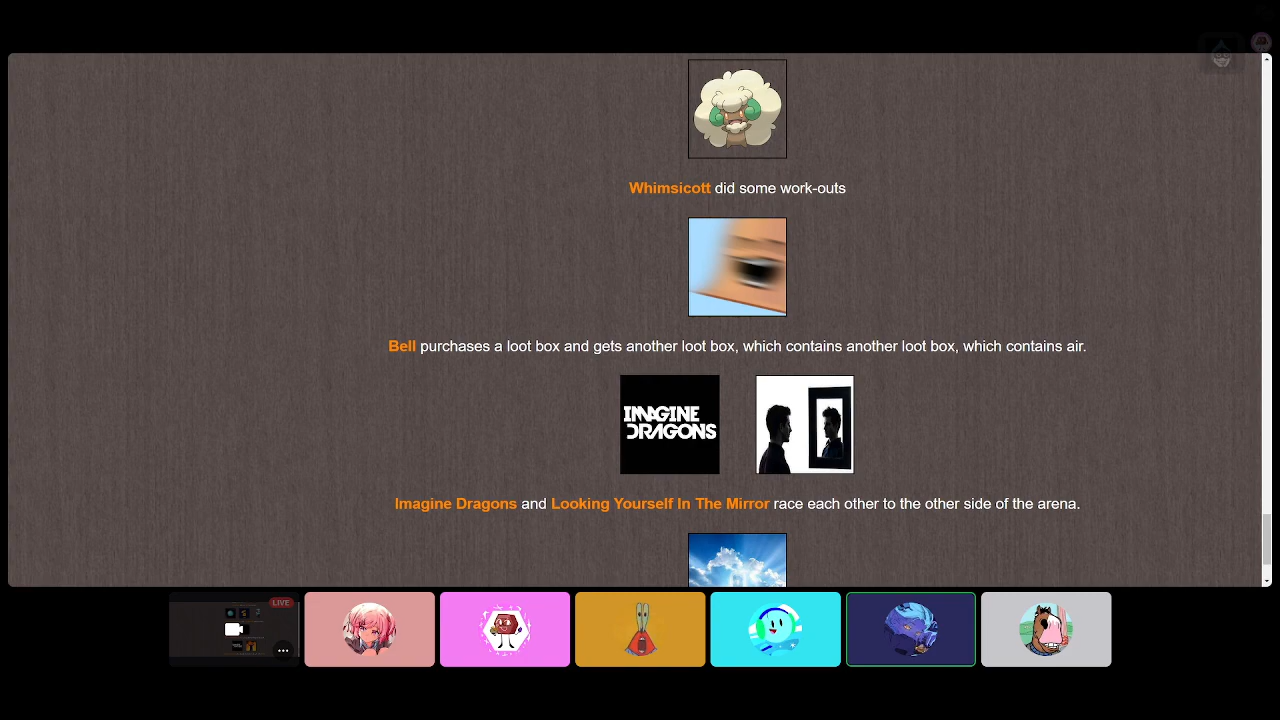 Whimsicott did some work-outs
Bell purchases a loot box and gets another loot box, which contains another loot box, which contains air.
IMAGINE
DRAGONS
Imagine Dragons and Looking Yourself In The Mirror race each other to the other side of the arena.
LIVE